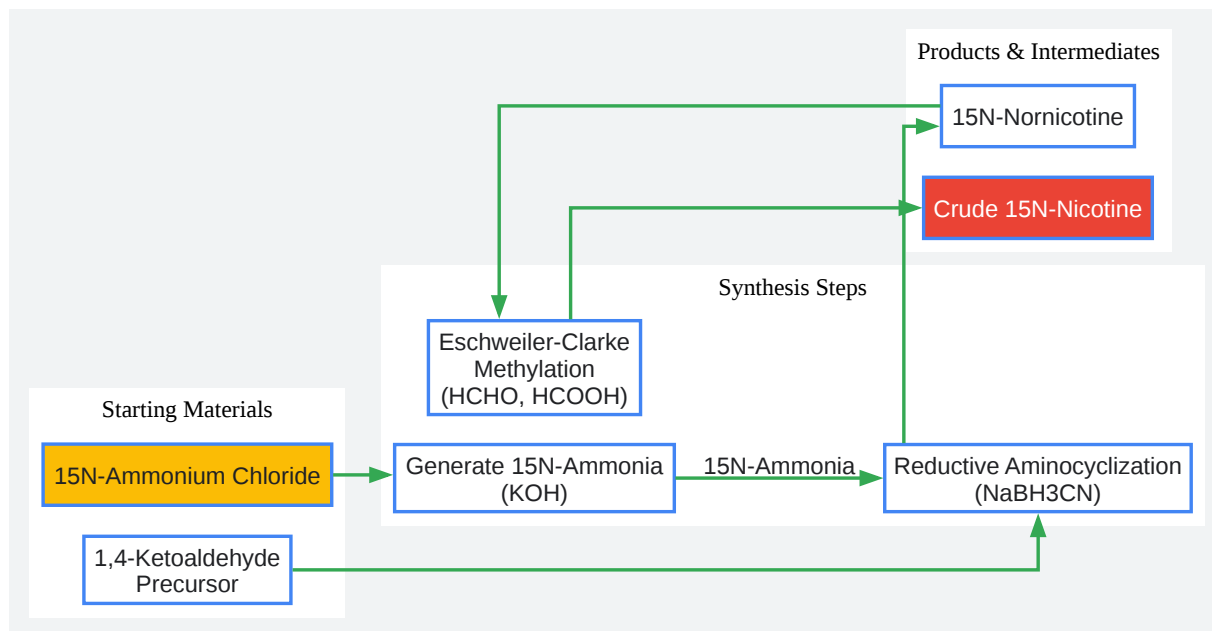 Products & Intermediates
15N-Nornicotine
Crude 15N-Nicotine
Synthesis Steps
Eschweiler-Clarke
Methylation
(HCHO, HCOOH)
Starting Materials
15N-Ammonium Chloride
Generate 15N-Ammonia
(KOH)
15N-Ammonia
Reductive Aminocyclization
(NaBH3CN)
1,4-Ketoaldehyde
Precursor